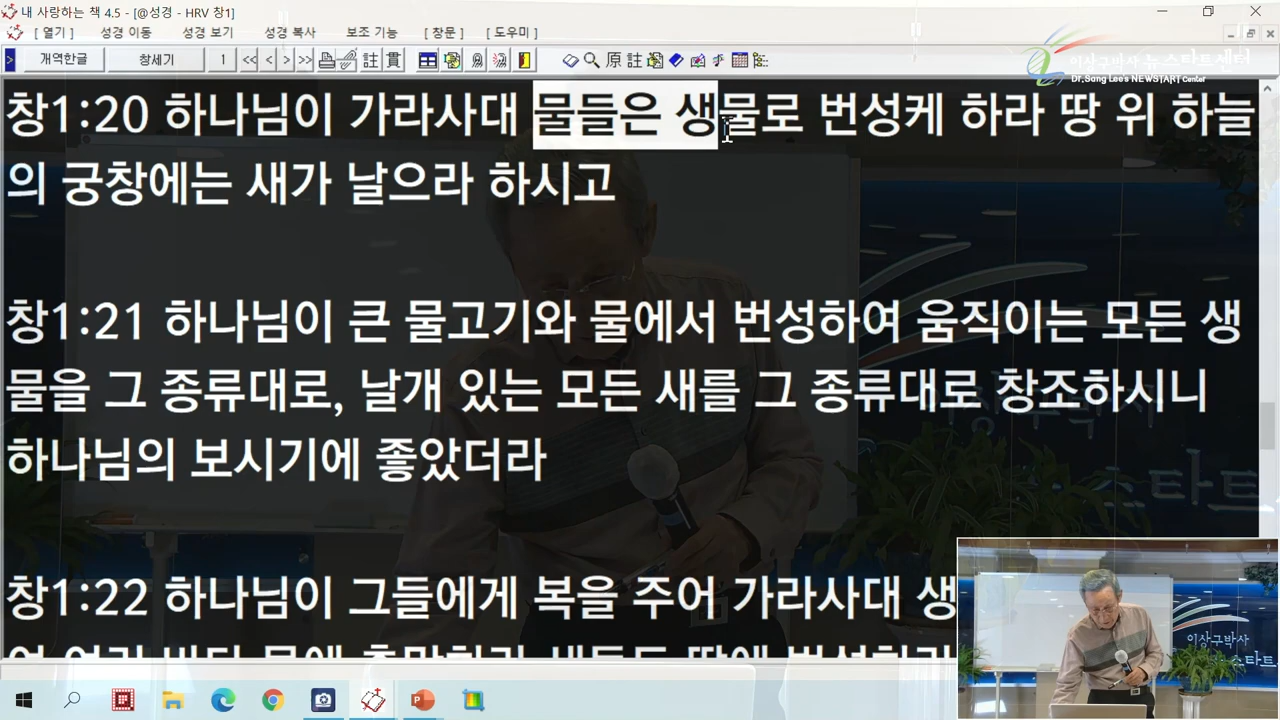 내 사랑하는 책 4.5 - [@성경 - HRV 창1]
[ 열기 ] 성경 이동 성경 보기 성경 복사 보조 기능 [ 창문 ] [ 도우미 ]
개역한글 창세기 1 << < > >> 註 貫 原 註
이상구박사 뉴스타트센터
Dr.Sang Lee's NEWSTART Center
창1:20 하나님이 가라사대 물들은 생물로 번성케 하라 땅 위 하늘
의 궁창에는 새가 날으라 하시고
창1:21 하나님이 큰 물고기와 물에서 번성하여 움직이는 모든 생
물을 그 종류대로, 날개 있는 모든 새를 그 종류대로 창조하시니
하나님의 보시기에 좋았더라
창1:22 하나님이 그들에게 복을 주어 가라사대 생
이상구박사
스타트